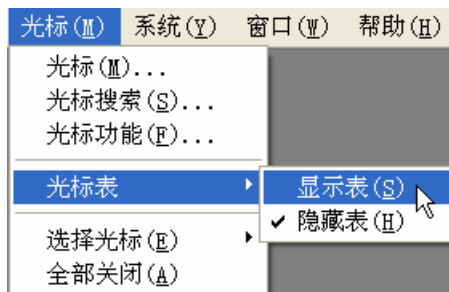 光标(M) 系统(Y) 窗口(W) 帮助(H)
光标(M)...
光标搜索(S)...
光标功能(F)...
光标表
显示表(S)
隐藏表(H)
选择光标(E)
全部关闭(A)